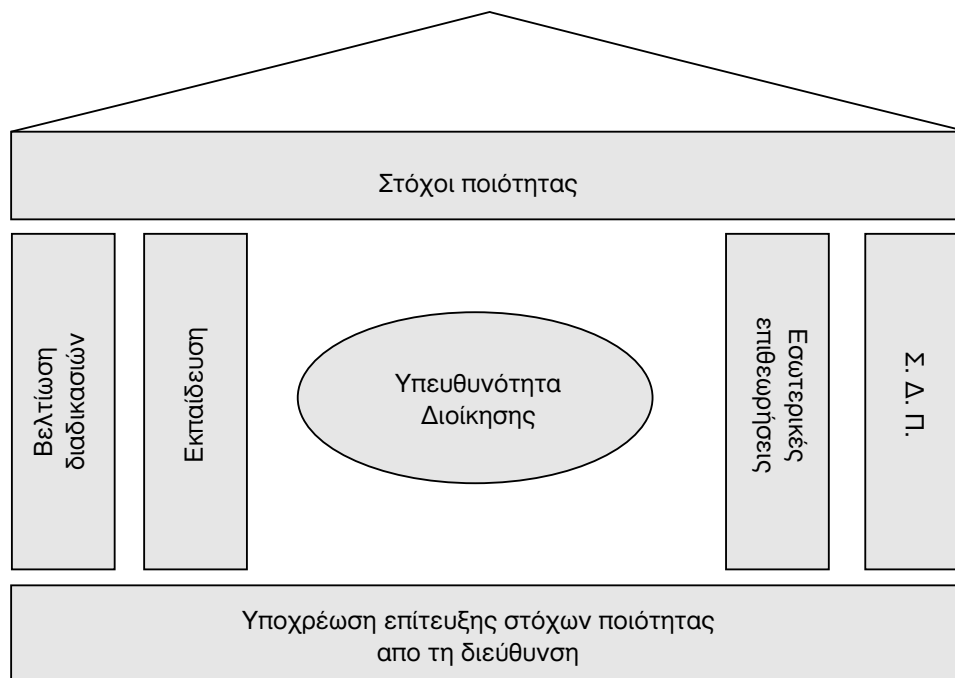 Στόχοι ποιότητας
Βελτίωση
διαδικασιών
Εκπαίδευση
Υπευθυνότητα
Διοίκησης
Εσωτερικές
επιθεωρήσεις
Σ. Δ. Π.
Υποχρέωση επίτευξης στόχων ποιότητας
απο τη διεύθυνση